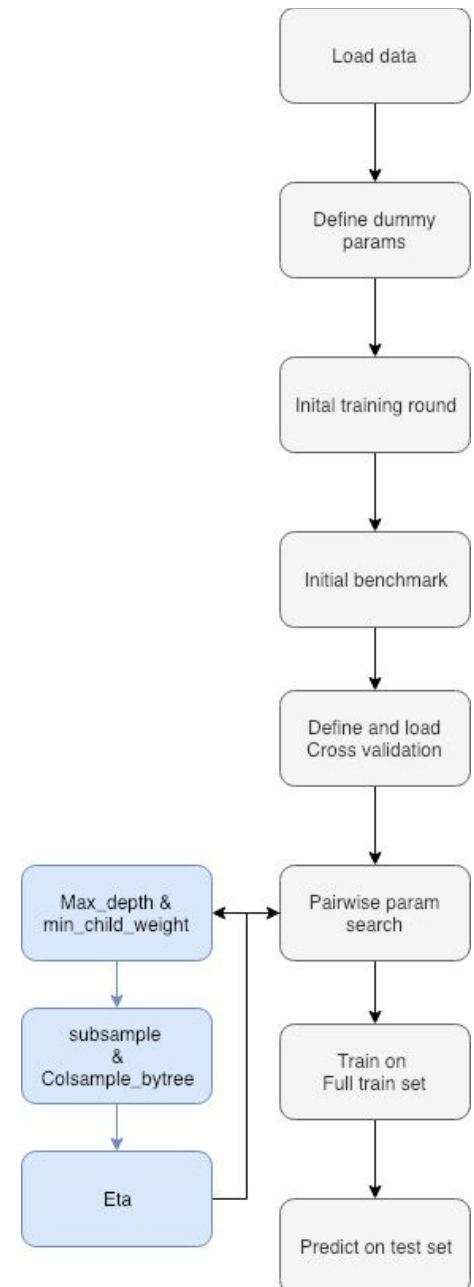 Load data
Define dummy
params
Inital training round
Initial benchmark
Define and load
Cross validation
Max_depth &
min_child_weight
Pairwise param
search
subsample
&
Colsample_bytree
Train on
Full train set
Eta
Predict on test set